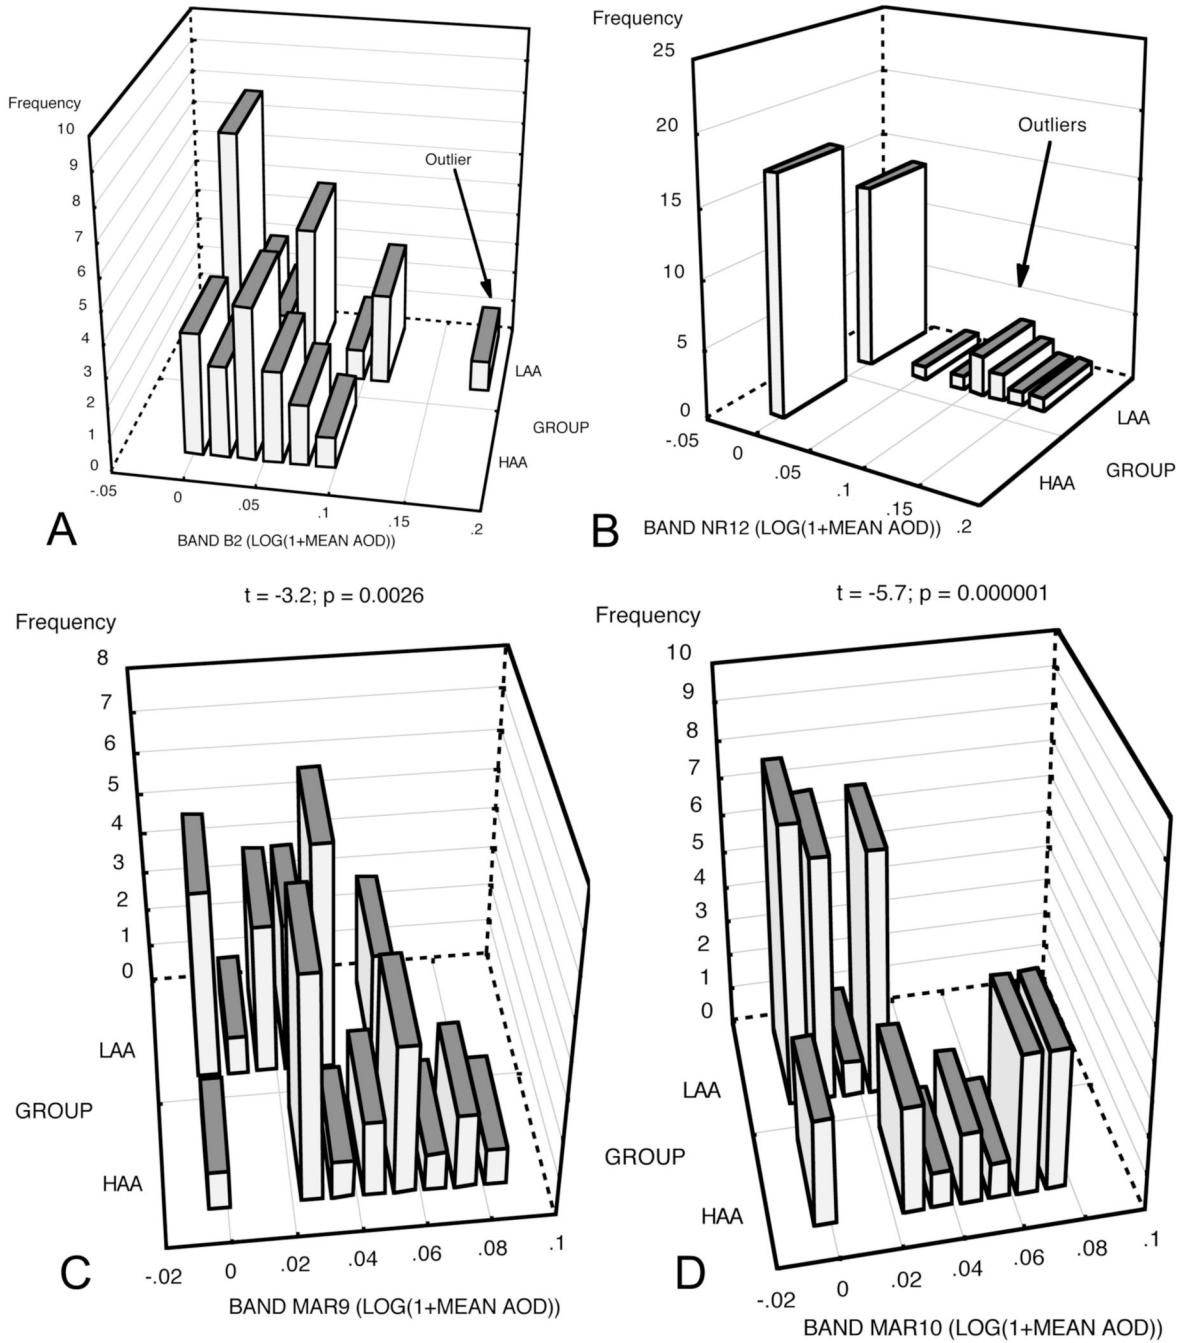 Frequency
10
9
8
7
6
5
4
3
2
1
0
-.05
0
.05
.1
.15
.2
Outlier
LAA
GROUP
HAA
A
BAND B2 (LOG(1+MEAN AOD))
Frequency
25
20
15
10
5
0
-.05
0
.05
.1
.15
.2
Outliers
LAA
GROUP
HAA
B
BAND NR12 (LOG(1+MEAN AOD))
t = -3.2; p = 0.0026
Frequency
8
7
6
5
4
3
2
1
0
LAA
GROUP
HAA
-.02
0
.02
.04
.06
.08
.1
C
BAND MAR9 (LOG(1+MEAN AOD))
t = -5.7; p = 0.000001
Frequency
10
9
8
7
6
5
4
3
2
1
0
LAA
GROUP
HAA
-.02
0
.02
.04
.06
.08
.1
D
BAND MAR10 (LOG(1+MEAN AOD))